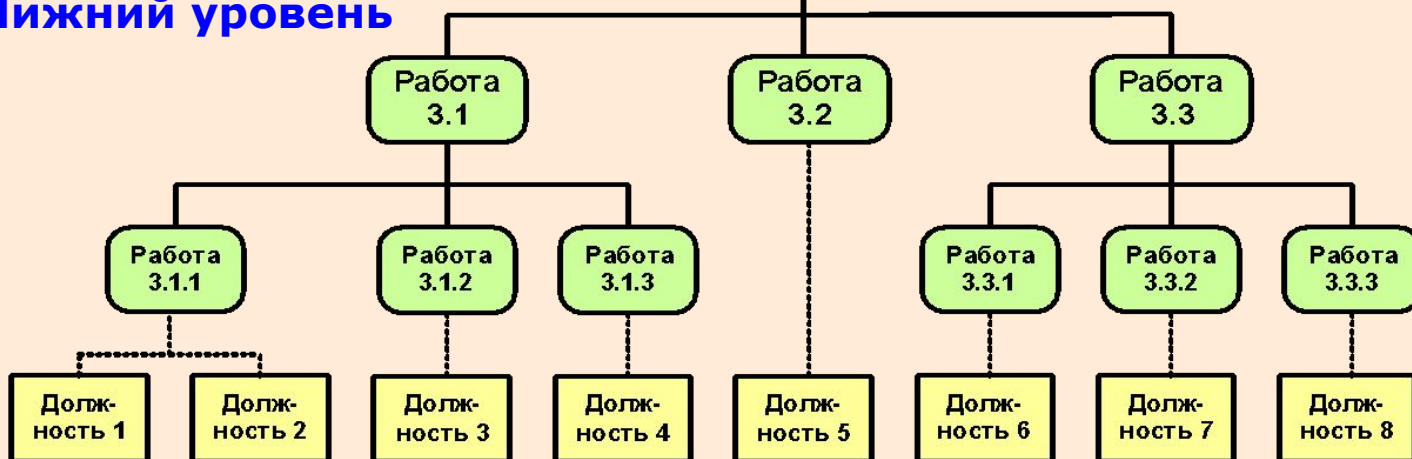 Нижний уровень
Работа
3.1
Работа
3.2
Работа
3.3
Работа
3.1.1
Работа
3.1.2
Работа
3.1.3
Работа
3.3.1
Работа
3.3.2
Работа
3.3.3
Долж-
ность 1
Долж-
ность 2
Долж-
ность 3
Долж-
ность 4
Долж-
ность 5
Долж-
ность 6
Долж-
ность 7
Долж-
ность 8